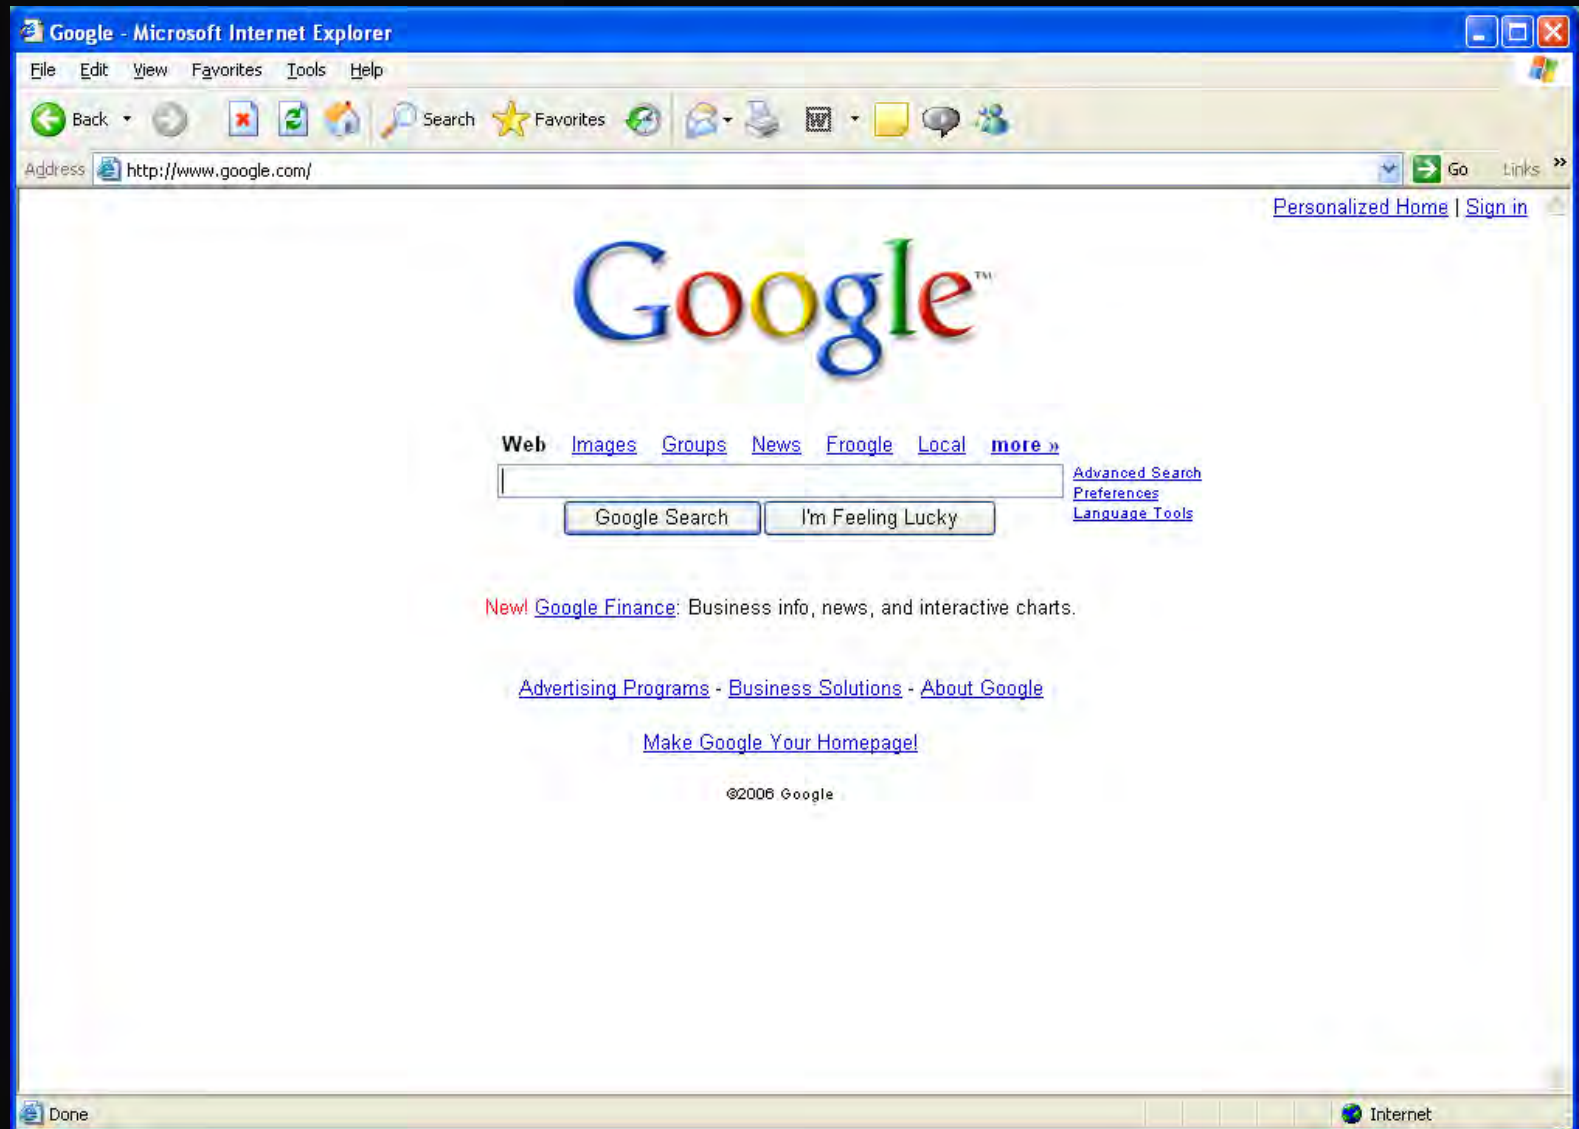 Google - Microsoft Internet Explorer
File Edit View Favorites Tools Help
Back Search Favorites W
Address http://www.google.com/ Go Links »
Personalized Home | Sign in
Google™
Web Images Groups News Froogle Local more »
Advanced Search
Preferences
Google Search I'm Feeling Lucky Language Tools
New! Google Finance: Business info, news, and interactive charts.
Advertising Programs - Business Solutions - About Google
Make Google Your Homepage!
©2006 Google
Done Internet